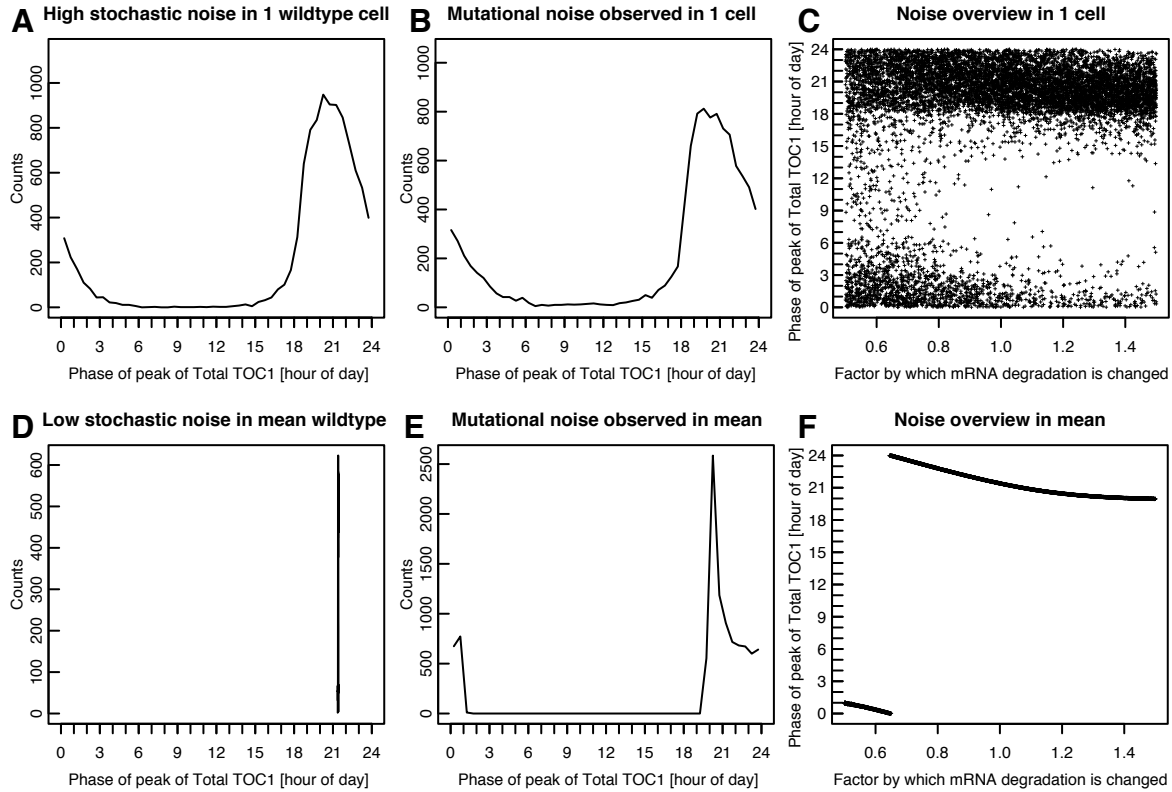 A High stochastic noise in 1 wildtype cell
Counts
0 200 400 600 800 1000
0 3 6 9 12 15 18 21 24
Phase of peak of Total TOC1 [hour of day]
B Mutational noise observed in 1 cell
Counts
0 200 400 600 800 1000
0 3 6 9 12 15 18 21 24
Phase of peak of Total TOC1 [hour of day]
C Noise overview in 1 cell
Phase of peak of Total TOC1 [hour of day]
0 3 6 9 12 15 18 21 24
0.6 0.8 1.0 1.2 1.4
Factor by which mRNA degradation is changed
D Low stochastic noise in mean wildtype
Counts
0 100 200 300 400 500 600
0 3 6 9 12 15 18 21 24
Phase of peak of Total TOC1 [hour of day]
E Mutational noise observed in mean
Counts
0 500 1000 1500 2000 2500
0 3 6 9 12 15 18 21 24
Phase of peak of Total TOC1 [hour of day]
F Noise overview in mean
Phase of peak of Total TOC1 [hour of day]
0 3 6 9 12 15 18 21 24
0.6 0.8 1.0 1.2 1.4
Factor by which mRNA degradation is changed